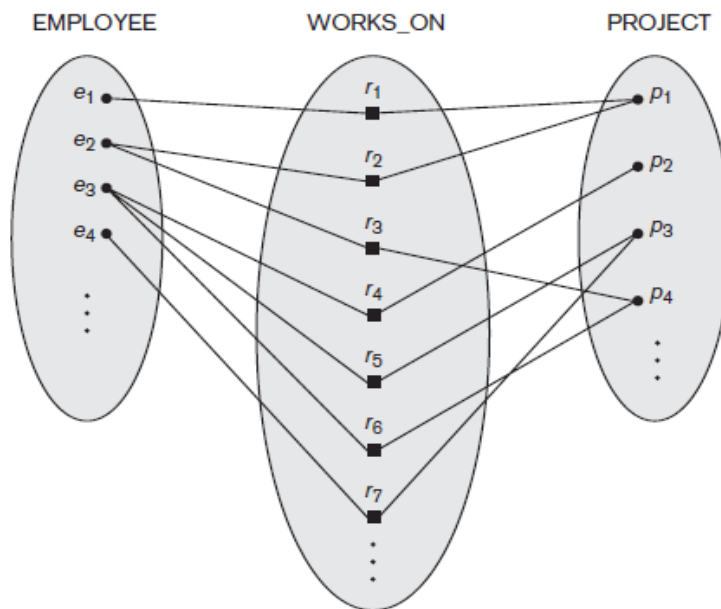 EMPLOYEE WORKS_ON PROJECT
e1 r1 p1
e2 r2 p2
e3 r3 p3
e4 r4 p4
r5
r6
r7